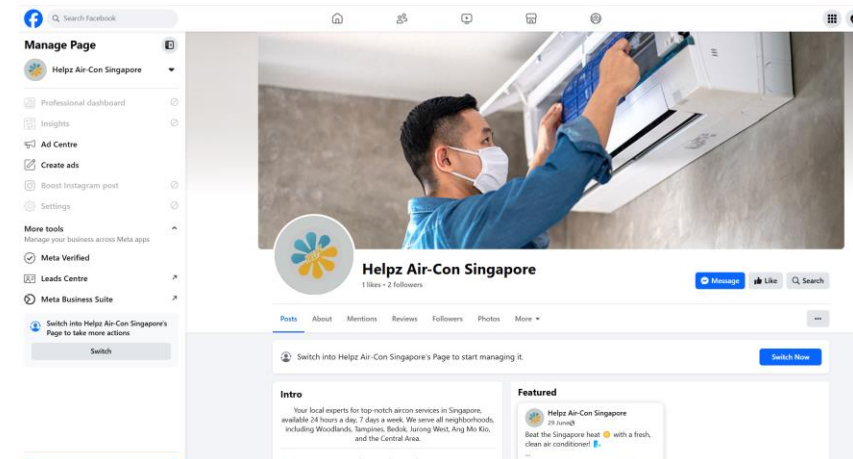 Search Facebook
Manage Page
Helpz Air-Con Singapore
Professional dashboard
Insights
Ad Centre
Create ads
Boost Instagram post
Settings
More tools
Manage your business across Meta apps
Meta Verified
Leads Centre
Meta Business Suite
Switch into Helpz Air-Con Singapore's
Page to take more actions
Switch
Helpz Air-Con Singapore
1 likes • 2 followers
Message
Like
Search
Posts
About
Mentions
Reviews
Followers
Photos
More
Switch into Helpz Air-Con Singapore's Page to start managing it.
Switch Now
Intro
Your local experts for top-notch aircon services in Singapore,
available 24 hours a day, 7 days a week. We serve all neighborhoods,
including Woodlands, Tampines, Bedok, Jurong West, Ang Mo Kio,
and the Central Area.
Featured
Helpz Air-Con Singapore
29 June
Beat the Singapore heat 🌞 with a fresh,
clean air conditioner!
...